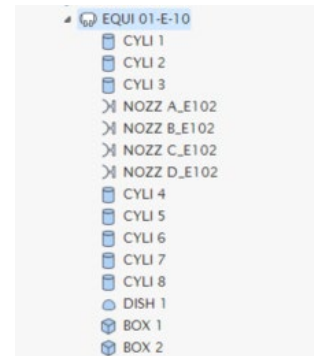 EQUI 01-E-10
CYLI 1
CYLI 2
CYLI 3
NOZZ A_E102
NOZZ B_E102
NOZZ C_E102
NOZZ D_E102
CYLI 4
CYLI 5
CYLI 6
CYLI 7
CYLI 8
DISH 1
BOX 1
BOX 2